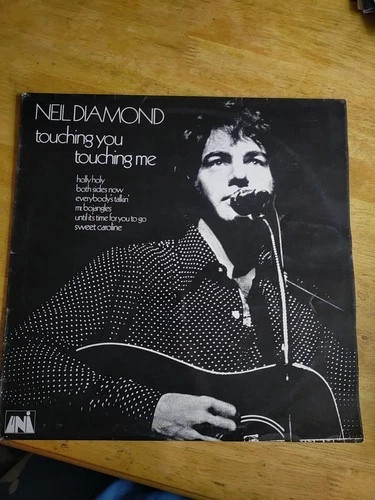 NEIL DIAMOND
touching you
touching me
holly holy
both sides now
everybody's talkin'
mr. bojangles
until it's time for you to go
sweet caroline
UNI